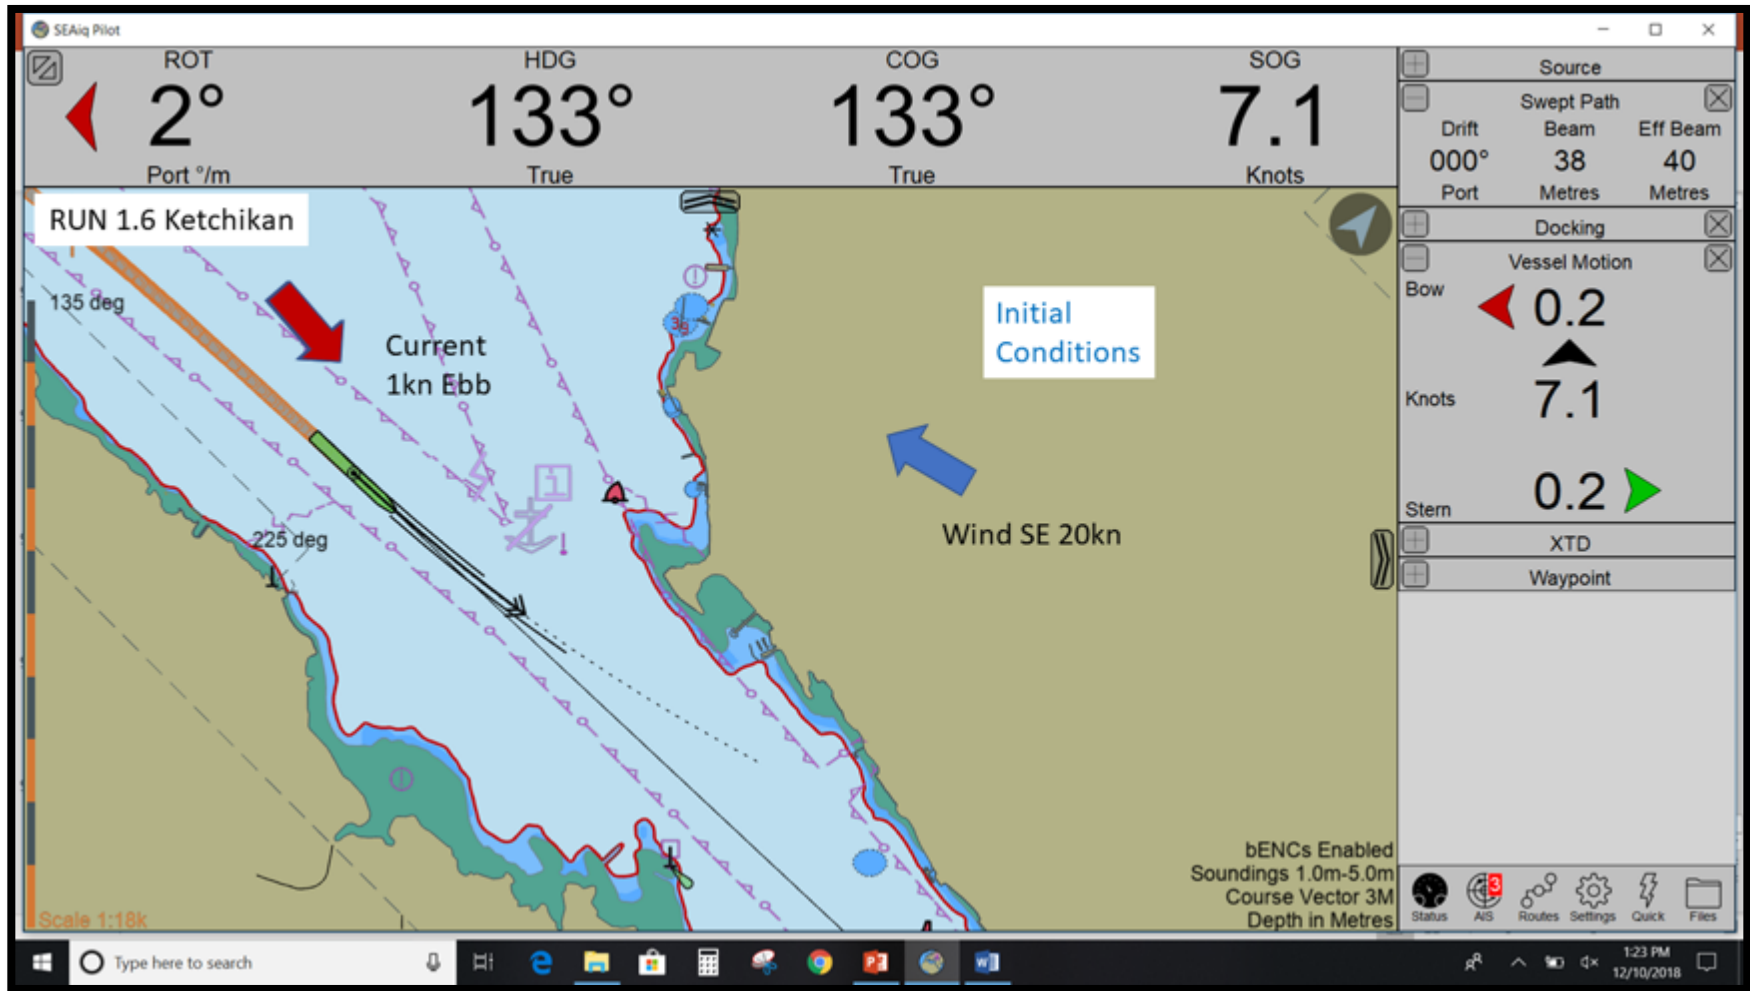 SEAiq Pilot
ROT
2°
Port °/m
HDG
133°
True
COG
133°
True
SOG
7.1
Knots
RUN 1.6 Ketchikan
135 deg
Current
1kn Ebb
225 deg
39
i
Initial
Conditions
Wind SE 20kn
bENCs Enabled
Soundings 1.0m-5.0m
Course Vector 3M
Depth in Metres
Scale 1:18k
Source
Swept Path
Drift Beam Eff Beam
000° 38 40
Port Metres Metres
Docking
Vessel Motion
Bow 0.2
Knots 7.1
Stern 0.2
XTD
Waypoint
3
Status AIS Routes Settings Quick Files
Type here to search
1:23 PM
12/10/2018